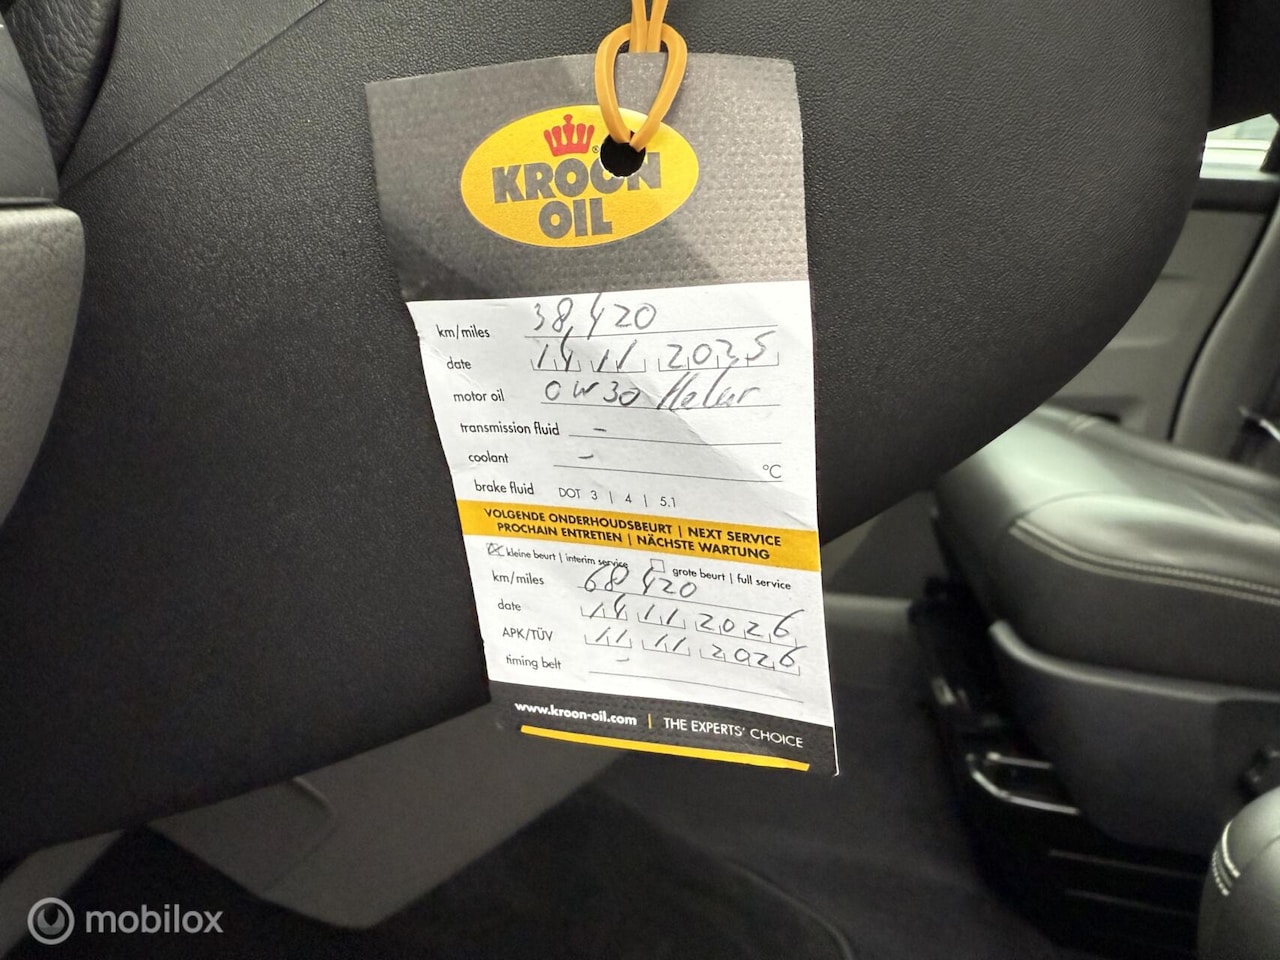 KROON
OIL
®
km/miles 38,420
date 14 11 2025
motor oil 0W30
transmission fluid -
coolant - °C
brake fluid DOT 3 | 4 | 5.1
VOLGENDE ONDERHOUDSBEURT | NEXT SERVICE
PROCHAIN ENTRETIEN | NÄCHSTE WARTUNG
kleine beurt | interim service grote beurt | full service
km/miles 68420
date 14 11 2026
APK/TÜV 11 11 2026
timing belt -
www.kroon-oil.com | THE EXPERTS' CHOICE
mobilox